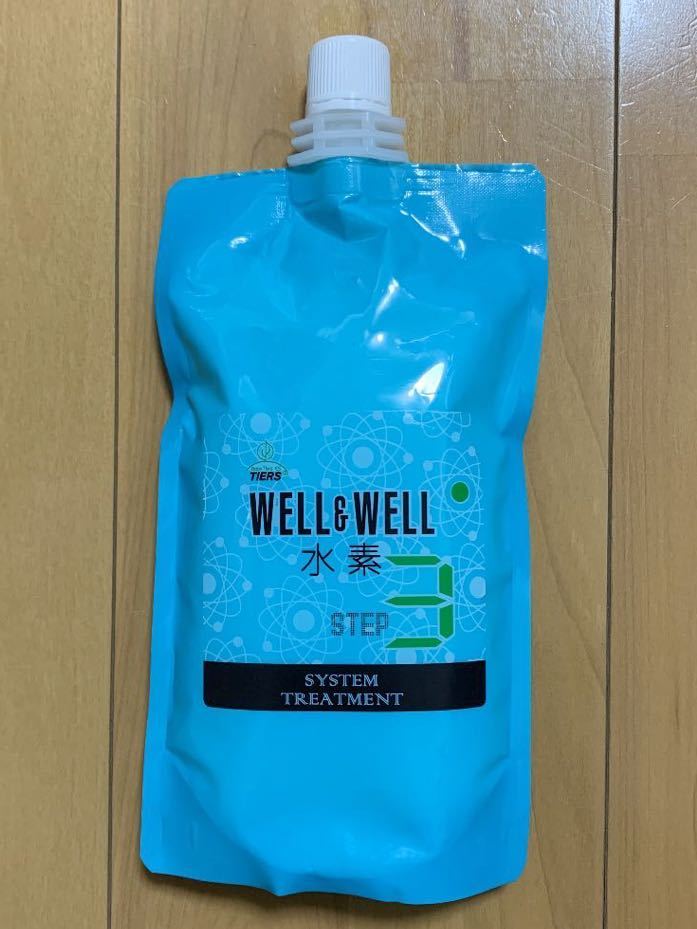 TIERS
WELL&WELL
水素
STEP 3
SYSTEM
TREATMENT